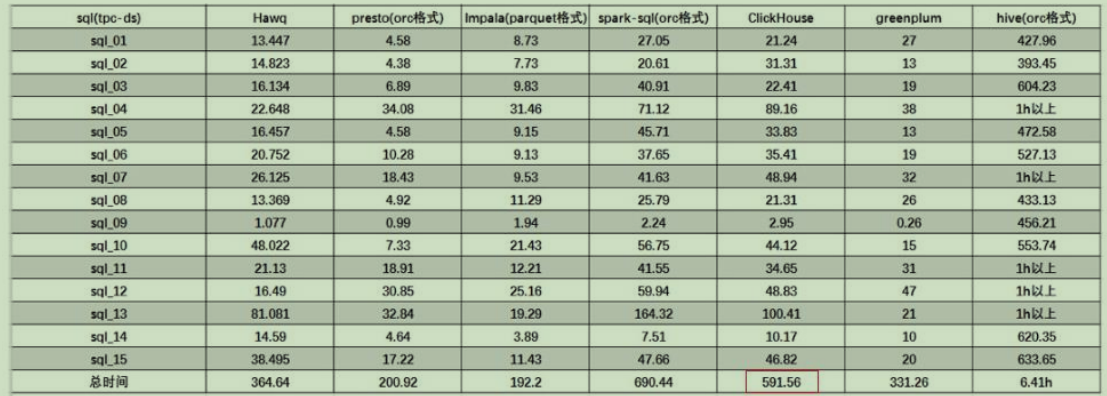 sql(tpc-ds) Hawq presto(orc格式) Impala(parquet格式) spark-sql(orc格式) ClickHouse greenplum hive(orc格式)
sql_01 13.447 4.58 8.73 27.05 21.24 27 427.96
sql_02 14.823 4.38 7.73 20.61 31.31 13 393.45
sql_03 16.134 6.89 9.83 40.91 22.41 19 604.23
sql_04 22.648 34.08 31.46 71.12 89.16 38 1h以上
sql_05 16.457 4.58 9.15 45.71 33.83 13 472.58
sql_06 20.752 10.28 9.13 37.65 35.41 19 527.13
sql_07 26.125 18.43 9.53 41.63 48.94 32 1h以上
sql_08 13.369 4.92 11.29 25.79 21.31 26 433.13
sql_09 1.077 0.99 1.94 2.24 2.95 0.26 456.21
sql_10 48.022 7.33 21.43 56.75 44.12 15 553.74
sql_11 21.13 18.91 12.21 41.55 34.65 31 1h以上
sql_12 16.49 30.85 25.16 59.94 48.83 47 1h以上
sql_13 81.081 32.84 19.29 164.32 100.41 21 1h以上
sql_14 14.59 4.64 3.89 7.51 10.17 10 620.35
sql_15 38.495 17.22 11.43 47.66 46.82 20 633.65
总时间 364.64 200.92 192.2 690.44 591.56 331.26 6.41h